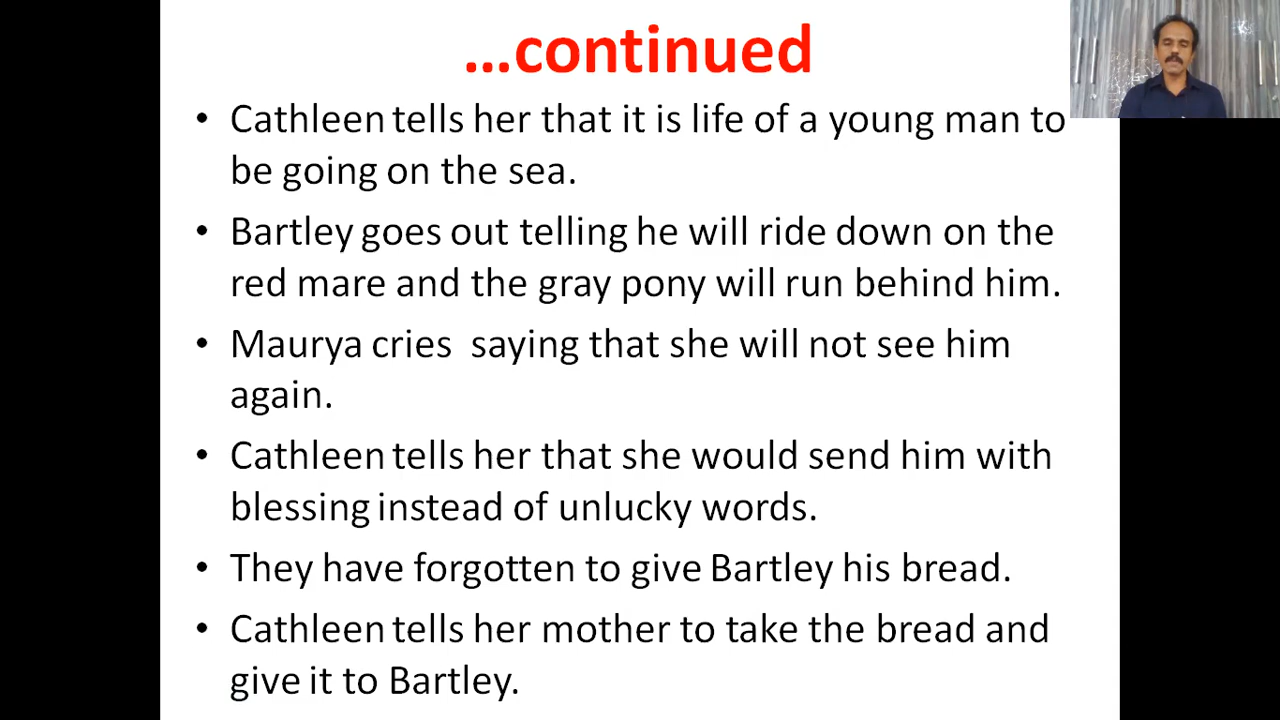 ...continued
• Cathleen tells her that it is life of a young man to
be going on the sea.
• Bartley goes out telling he will ride down on the
red mare and the gray pony will run behind him.
• Maurya cries saying that she will not see him
again.
• Cathleen tells her that she would send him with
blessing instead of unlucky words.
• They have forgotten to give Bartley his bread.
• Cathleen tells her mother to take the bread and
give it to Bartley.